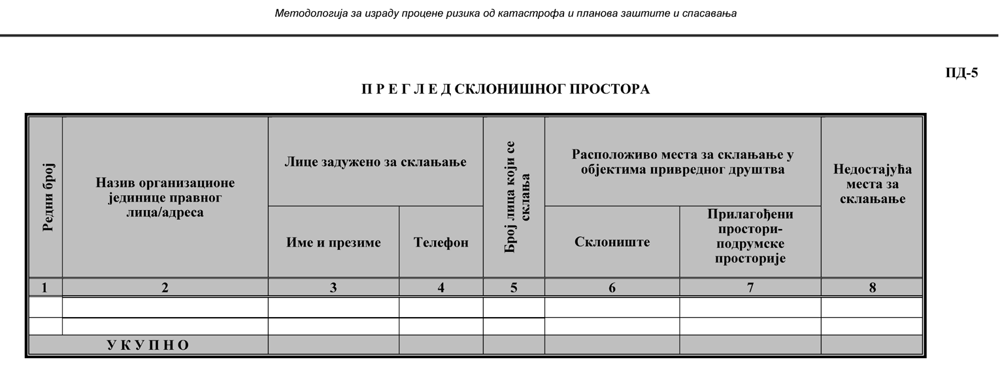 Методологија за израду процене ризика од катастрофа и планова заштите и спасавања
ПД-5
П Р Е Г Л Е Д СКЛОНИШНОГ ПРОСТОРА
Редни број
Назив организационе
јединице правног
лица/адреса
Лице задужено за склањање
Број лица који се
склања
Расположиво места за склањање у
објектима привредног друштва
Недостајућа
места за
склањање
Име и презиме
Телефон
Склониште
Прилагођени
простори-
подрумске
просторије
1 2 3 4 5 6 7 8
У К У П Н О